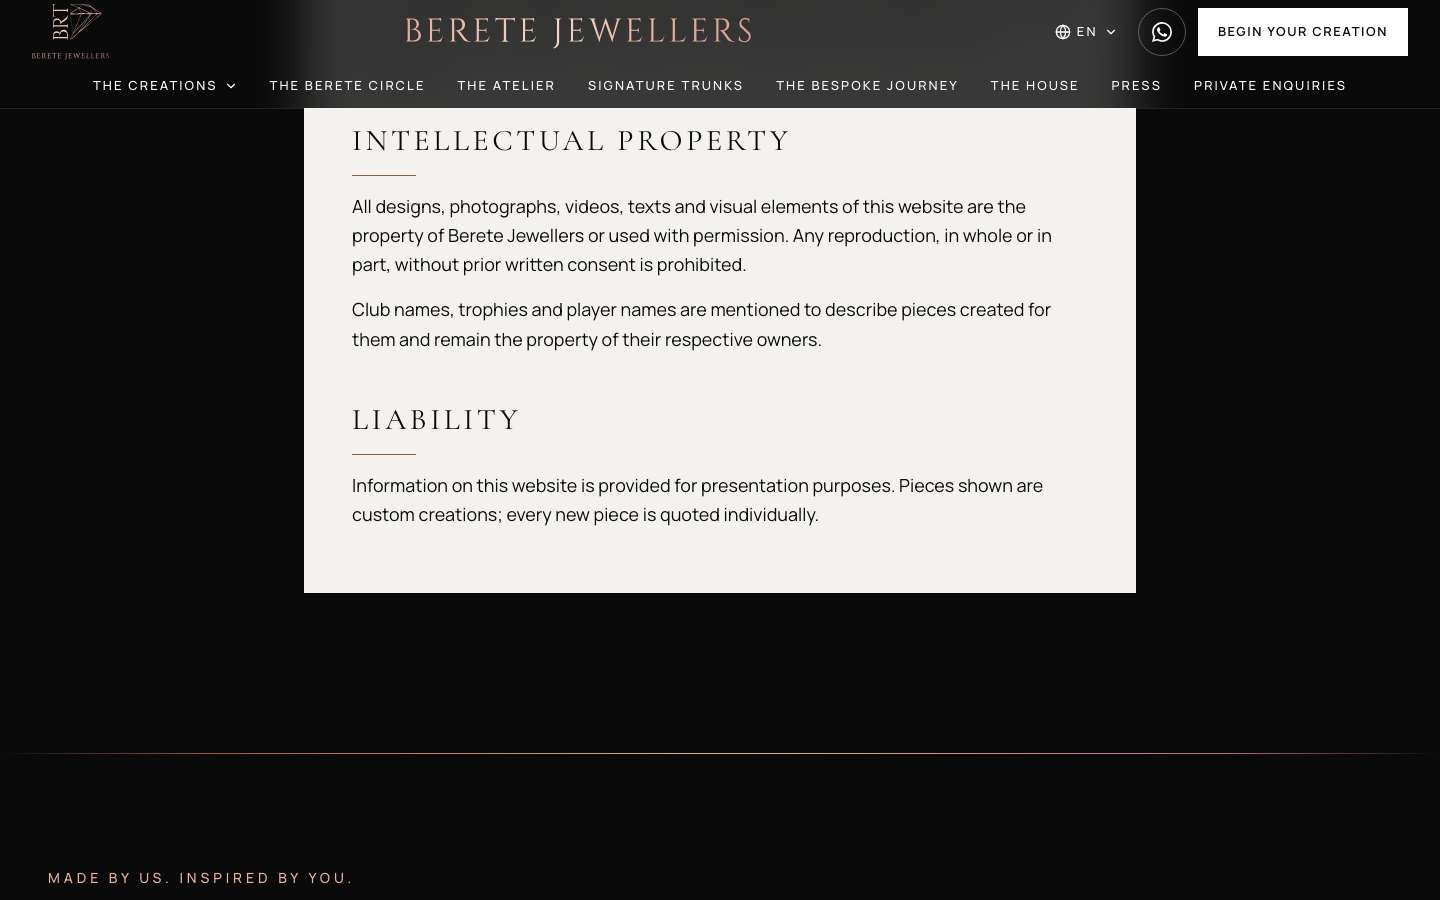 BRT
BERETE JEWELLERS
BERETE JEWELLERS
EN
BEGIN YOUR CREATION
THE CREATIONS
THE BERETE CIRCLE
THE ATELIER
SIGNATURE TRUNKS
THE BESPOKE JOURNEY
THE HOUSE
PRESS
PRIVATE ENQUIRIES
INTELLECTUAL PROPERTY
All designs, photographs, videos, texts and visual elements of this website are the
property of Berete Jewellers or used with permission. Any reproduction, in whole or in
part, without prior written consent is prohibited.
Club names, trophies and player names are mentioned to describe pieces created for
them and remain the property of their respective owners.
LIABILITY
Information on this website is provided for presentation purposes. Pieces shown are
custom creations; every new piece is quoted individually.
MADE BY US. INSPIRED BY YOU.